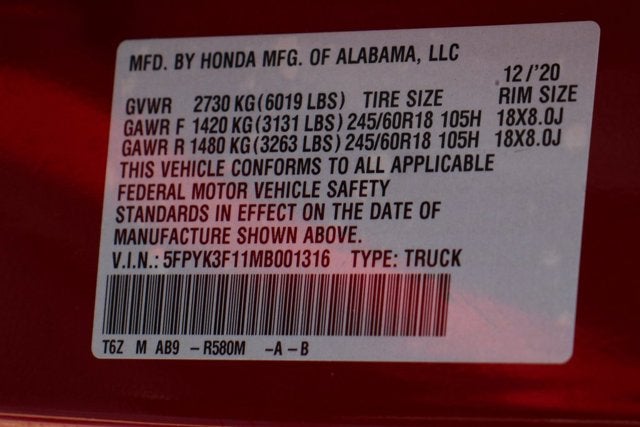 MFD. BY HONDA MFG. OF ALABAMA, LLC
12/'20
GVWR 2730 KG(6019 LBS) TIRE SIZE RIM SIZE
GAWR F 1420 KG(3131 LBS) 245/60R18 105H 18X8.0J
GAWR R 1480 KG(3263 LBS) 245/60R18 105H 18X8.0J
THIS VEHICLE CONFORMS TO ALL APPLICABLE
FEDERAL MOTOR VEHICLE SAFETY
STANDARDS IN EFFECT ON THE DATE OF
MANUFACTURE SHOWN ABOVE.
V.I.N.: 5FPYK3F11MB001316 TYPE: TRUCK
T6Z M AB9 -R580M -A-B